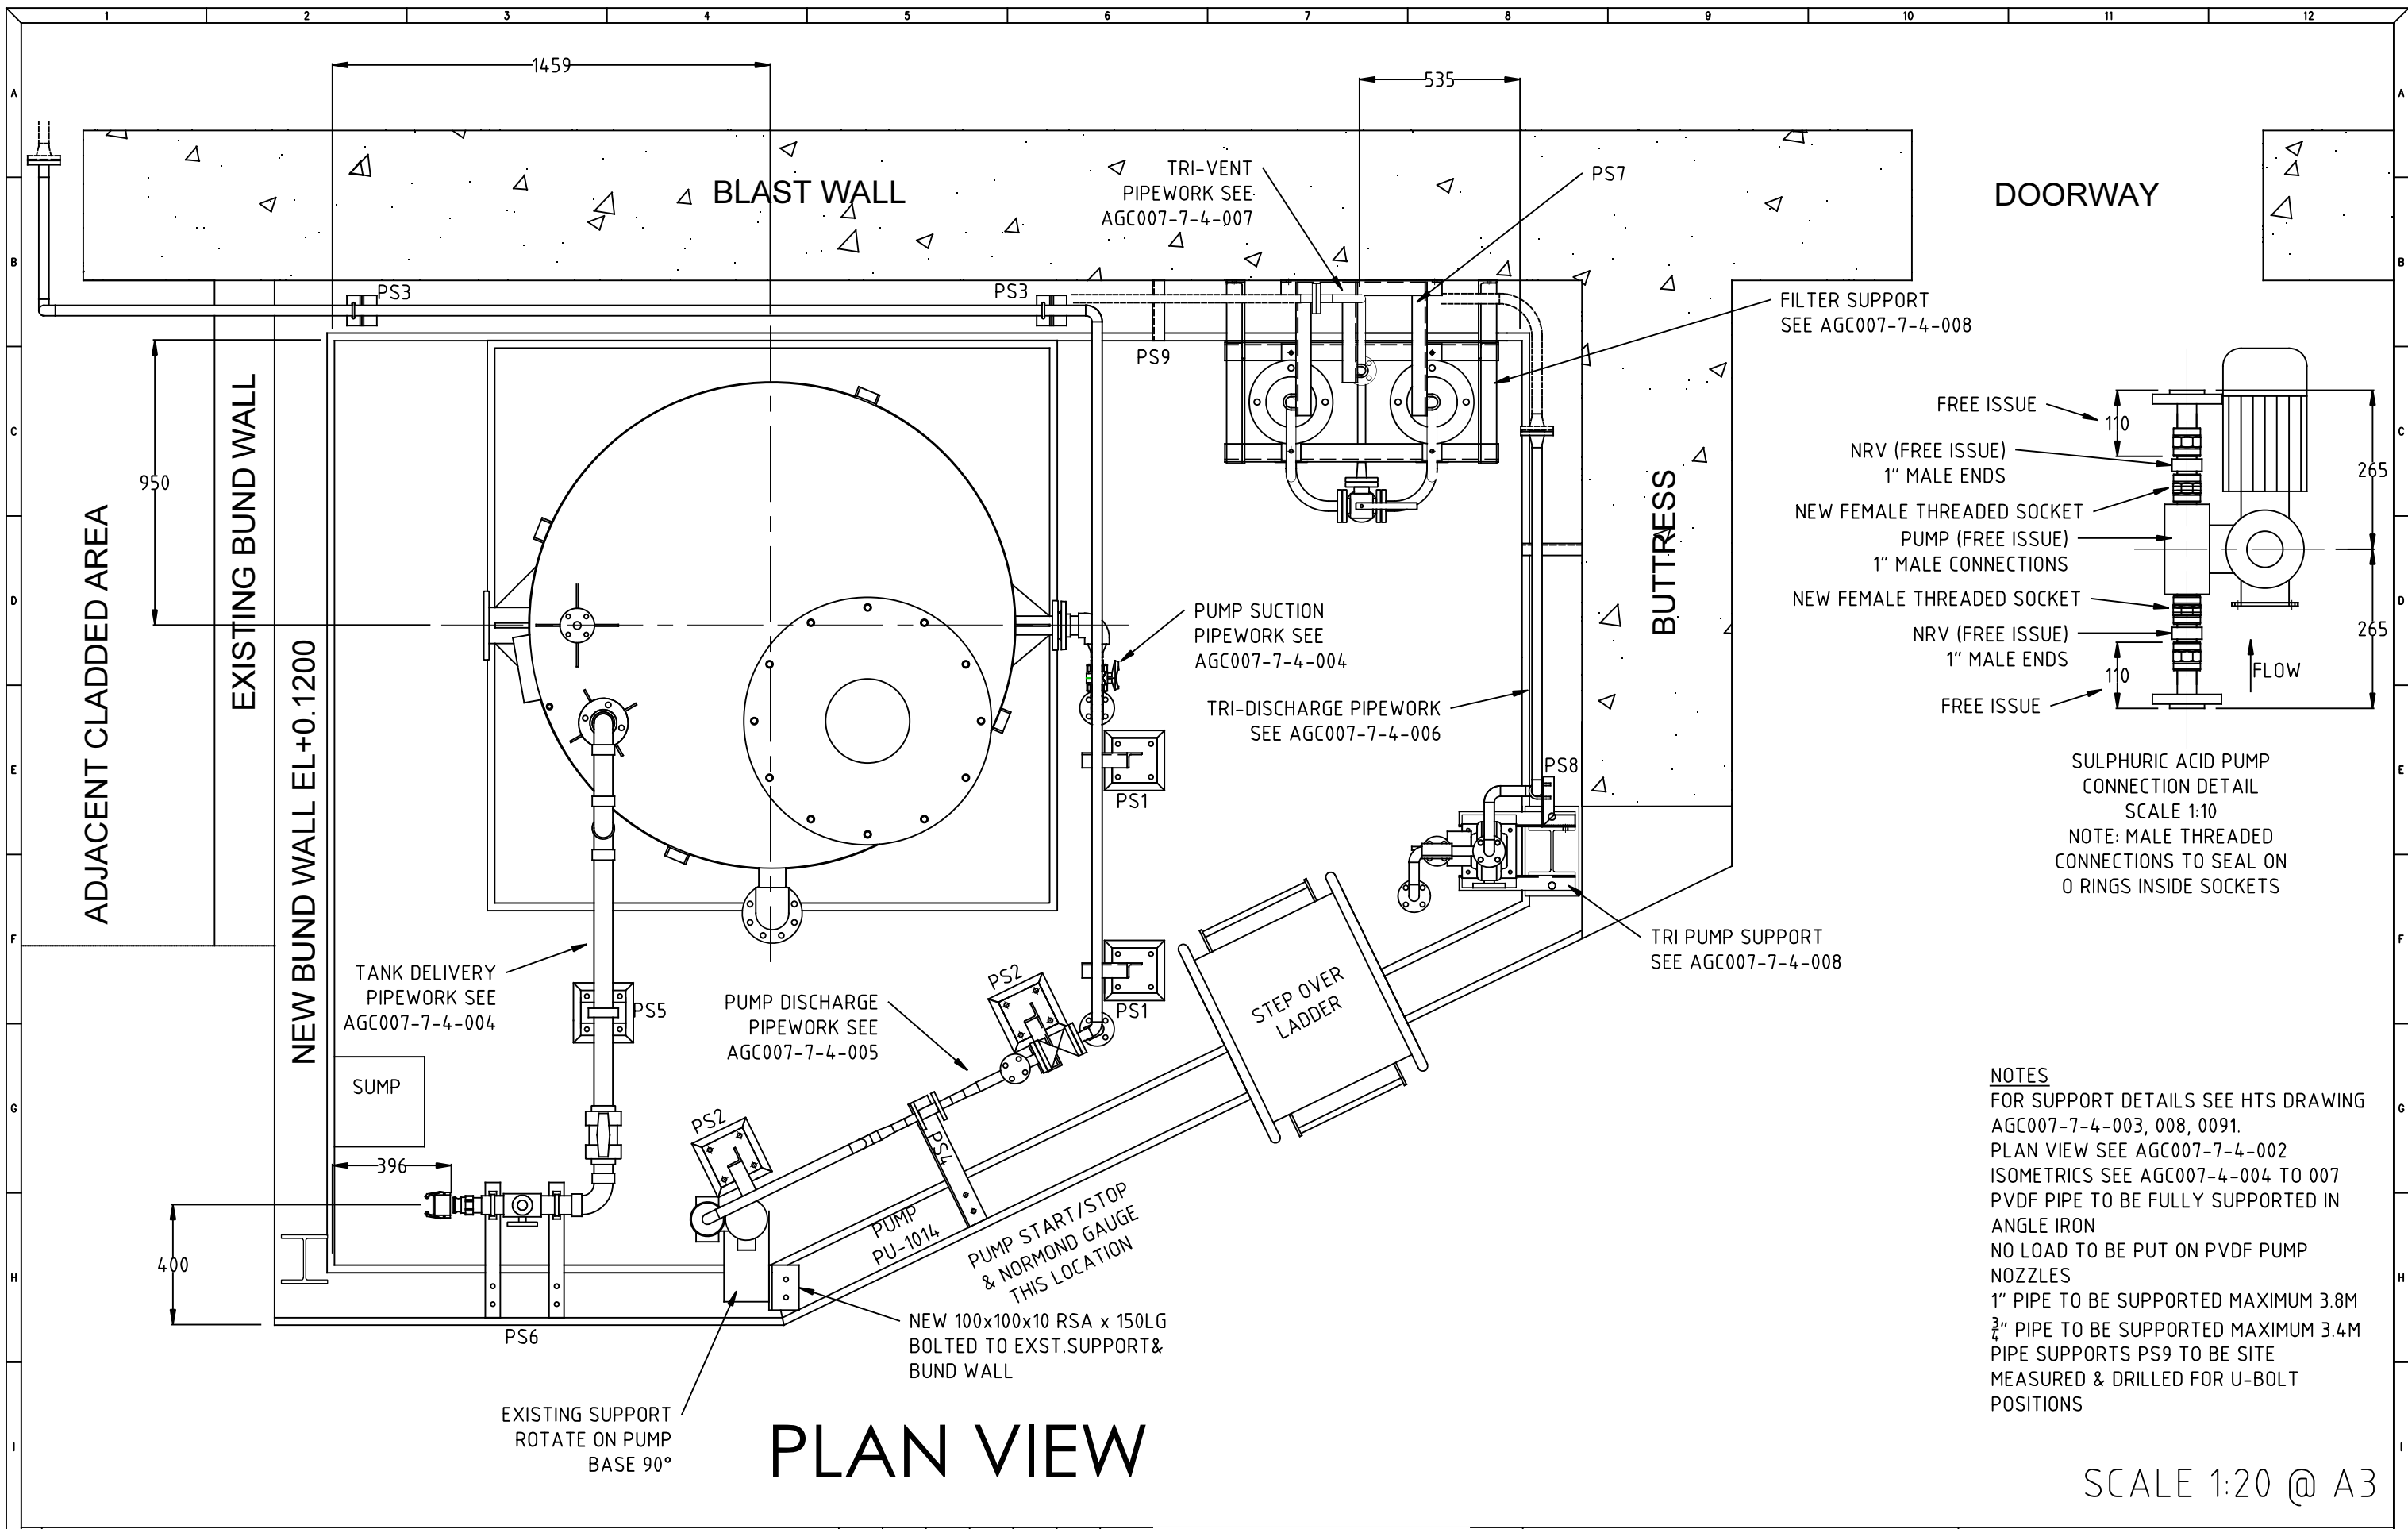 1 2 3 4 5 6 7 8 9 10 11 12
A
B
C
D
E
F
G
H
I
A
B
C
D
E
F
G
H
I
1459
535
BLAST WALL
DOORWAY
TRI-VENT
PIPEWORK SEE
AGC007-7-4-007
PS7
PS3
PS3
PS9
FILTER SUPPORT
SEE AGC007-7-4-008
950
ADJACENT CLADDED AREA
EXISTING BUND WALL
NEW BUND WALL EL+0.1200
BUTTRESS
PUMP SUCTION
PIPEWORK SEE
AGC007-7-4-004
TRI-DISCHARGE PIPEWORK
SEE AGC007-7-4-006
PS1
PS8
FREE ISSUE
110
NRV (FREE ISSUE)
1" MALE ENDS
265
NEW FEMALE THREADED SOCKET
PUMP (FREE ISSUE)
1" MALE CONNECTIONS
NEW FEMALE THREADED SOCKET
NRV (FREE ISSUE)
1" MALE ENDS
265
110
FLOW
FREE ISSUE
SULPHURIC ACID PUMP
CONNECTION DETAIL
SCALE 1:10
NOTE: MALE THREADED
CONNECTIONS TO SEAL ON
O RINGS INSIDE SOCKETS
TRI PUMP SUPPORT
SEE AGC007-7-4-008
TANK DELIVERY
PIPEWORK SEE
AGC007-7-4-004
PS5
PUMP DISCHARGE
PIPEWORK SEE
AGC007-7-4-005
PS2
PS1
STEP OVER
LADDER
SUMP
396
400
PS2
PS4
PUMP
PU-1014
PUMP START/STOP
& NORMOND GAUGE
THIS LOCATION
PS6
NEW 100x100x10 RSA x 150LG
BOLTED TO EXST.SUPPORT&
BUND WALL
EXISTING SUPPORT
ROTATE ON PUMP
BASE 90°
NOTES
FOR SUPPORT DETAILS SEE HTS DRAWING
AGC007-7-4-003, 008, 0091.
PLAN VIEW SEE AGC007-7-4-002
ISOMETRICS SEE AGC007-4-004 TO 007
PVDF PIPE TO BE FULLY SUPPORTED IN
ANGLE IRON
NO LOAD TO BE PUT ON PVDF PUMP
NOZZLES
1" PIPE TO BE SUPPORTED MAXIMUM 3.8M
¾" PIPE TO BE SUPPORTED MAXIMUM 3.4M
PIPE SUPPORTS PS9 TO BE SITE
MEASURED & DRILLED FOR U-BOLT
POSITIONS
PLAN VIEW
SCALE 1:20 @ A3